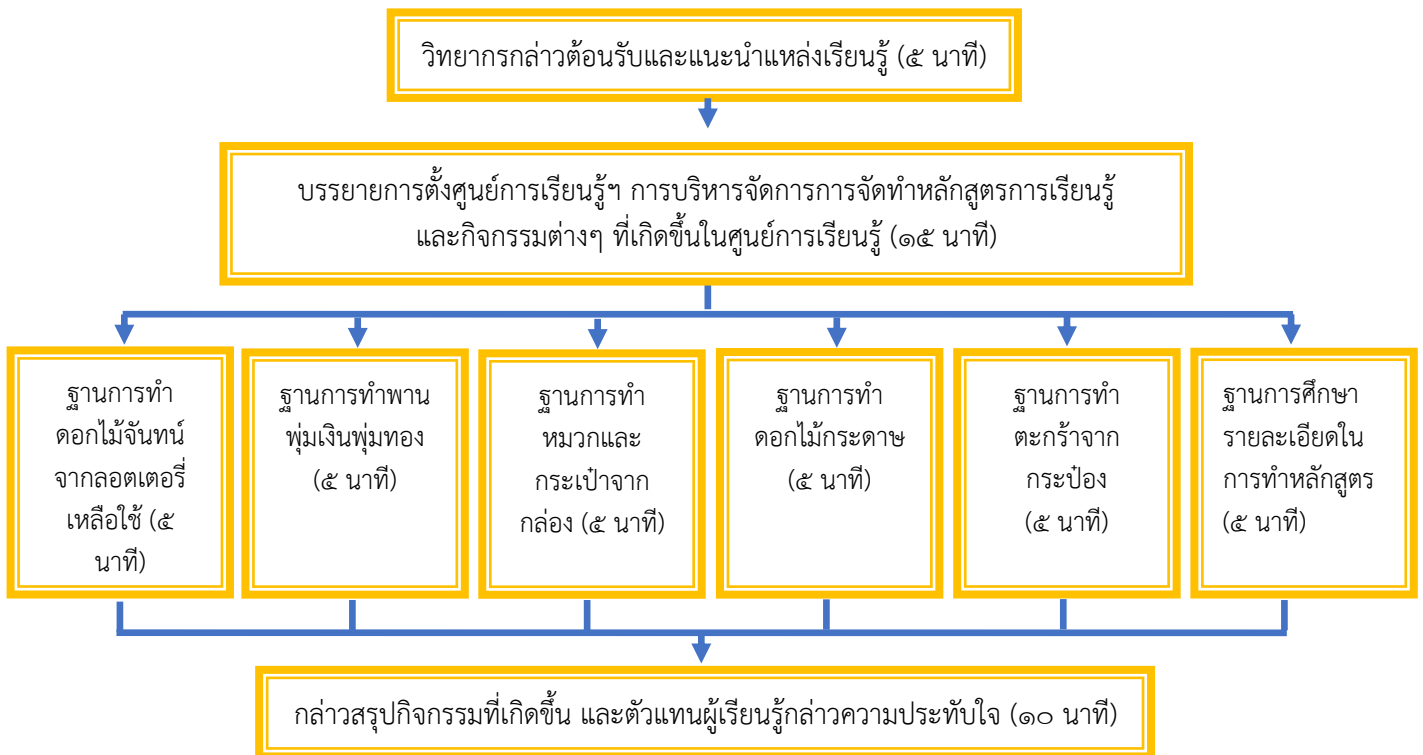 วิทยากรกล่าวต้อนรับและแนะนำแหล่งเรียนรู้ (๕ นาที)
บรรยายการตั้งศูนย์การเรียนรู้ฯ การบริหารจัดการการจัดทำหลักสูตรการเรียนรู้
และกิจกรรมต่างๆ ที่เกิดขึ้นในศูนย์การเรียนรู้ (๑๕ นาที)
ฐานการทำ
ดอกไม้จันทน์
จากลอตเตอรี่
เหลือใช้ (๕
นาที)
ฐานการทำพาน
พุ่มเงินพุ่มทอง
(๕ นาที)
ฐานการทำ
หมวกและ
กระเป๋าจาก
กล่อง (๕ นาที)
ฐานการทำ
ดอกไม้กระดาษ
(๕ นาที)
ฐานการทำ
ตะกร้าจาก
กระป๋อง
(๕ นาที)
ฐานการศึกษา
รายละเอียดใน
การทำหลักสูตร
(๕ นาที)
กล่าวสรุปกิจกรรมที่เกิดขึ้น และตัวแทนผู้เรียนรู้กล่าวความประทับใจ (๑๐ นาที)